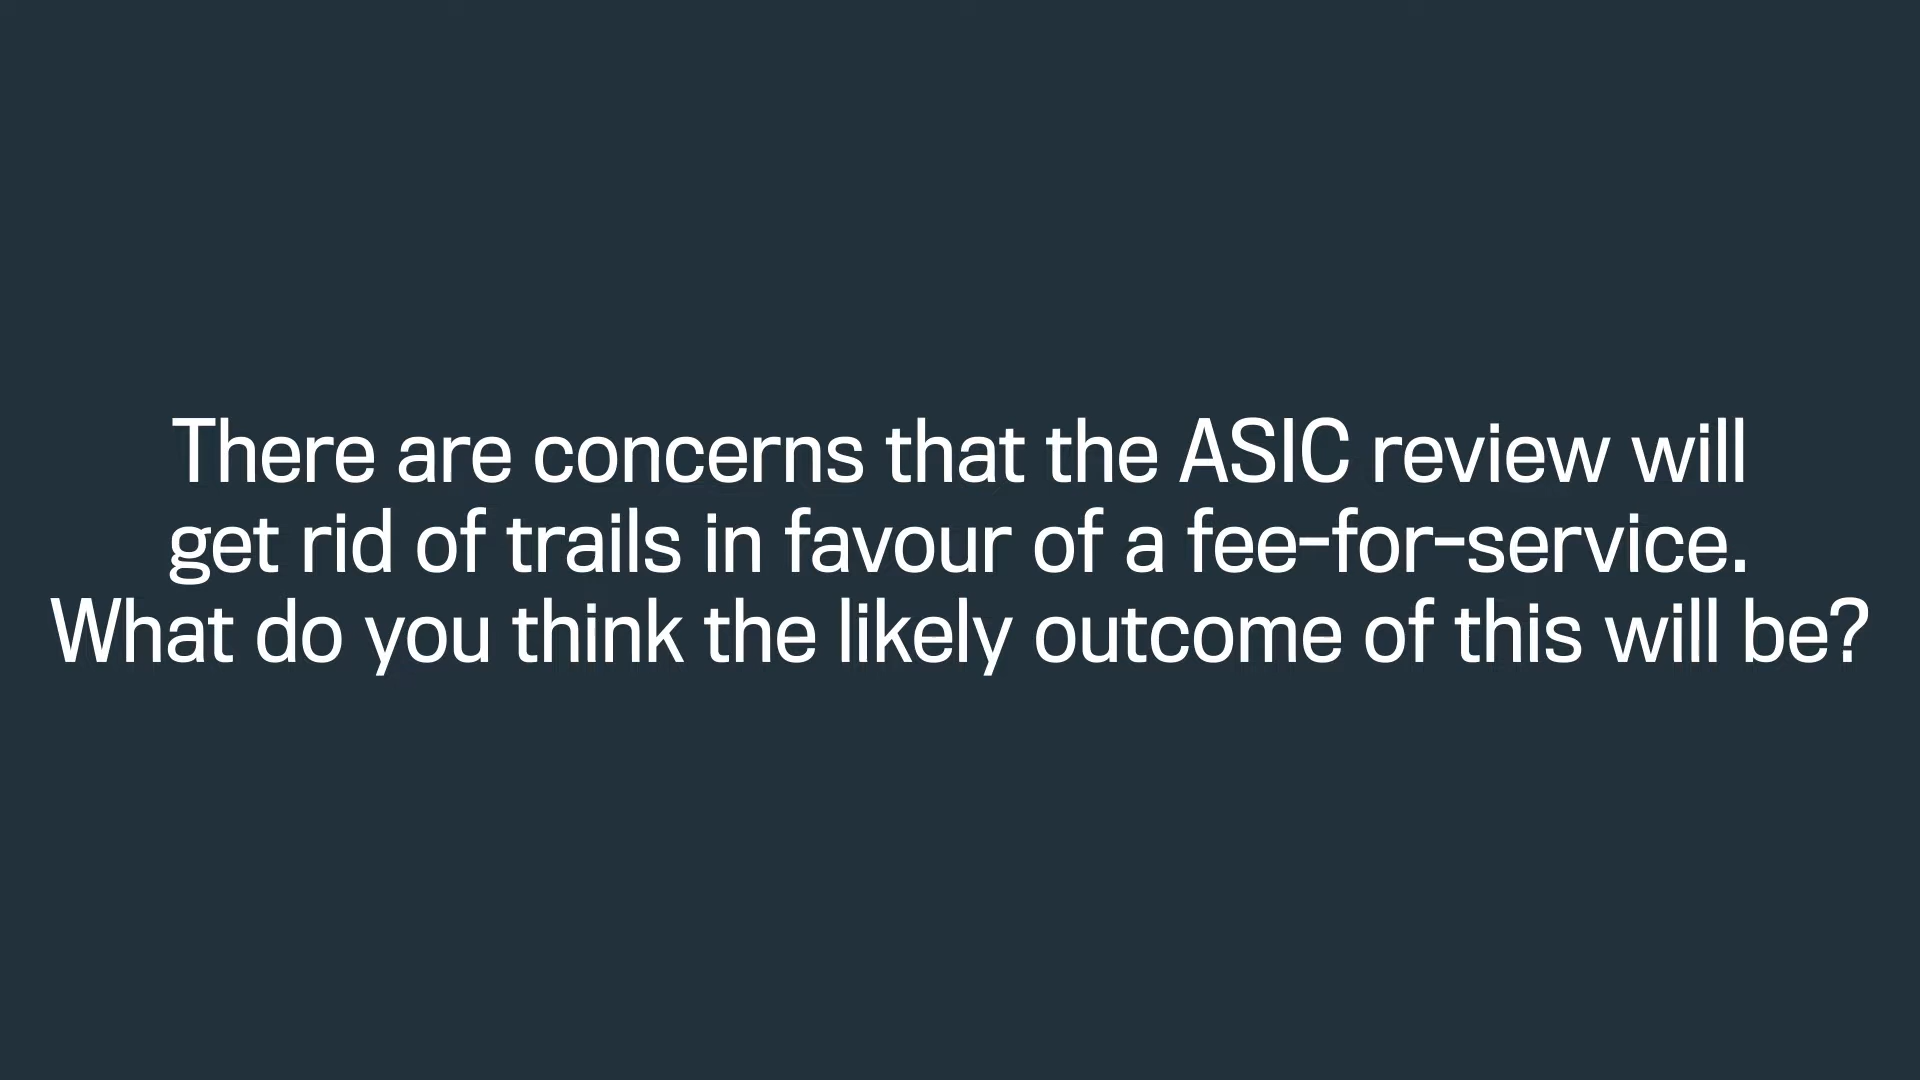 There are concerns that the ASIC review will
get rid of trails in favour of a fee-for-service.
What do you think the likely outcome of this will be?